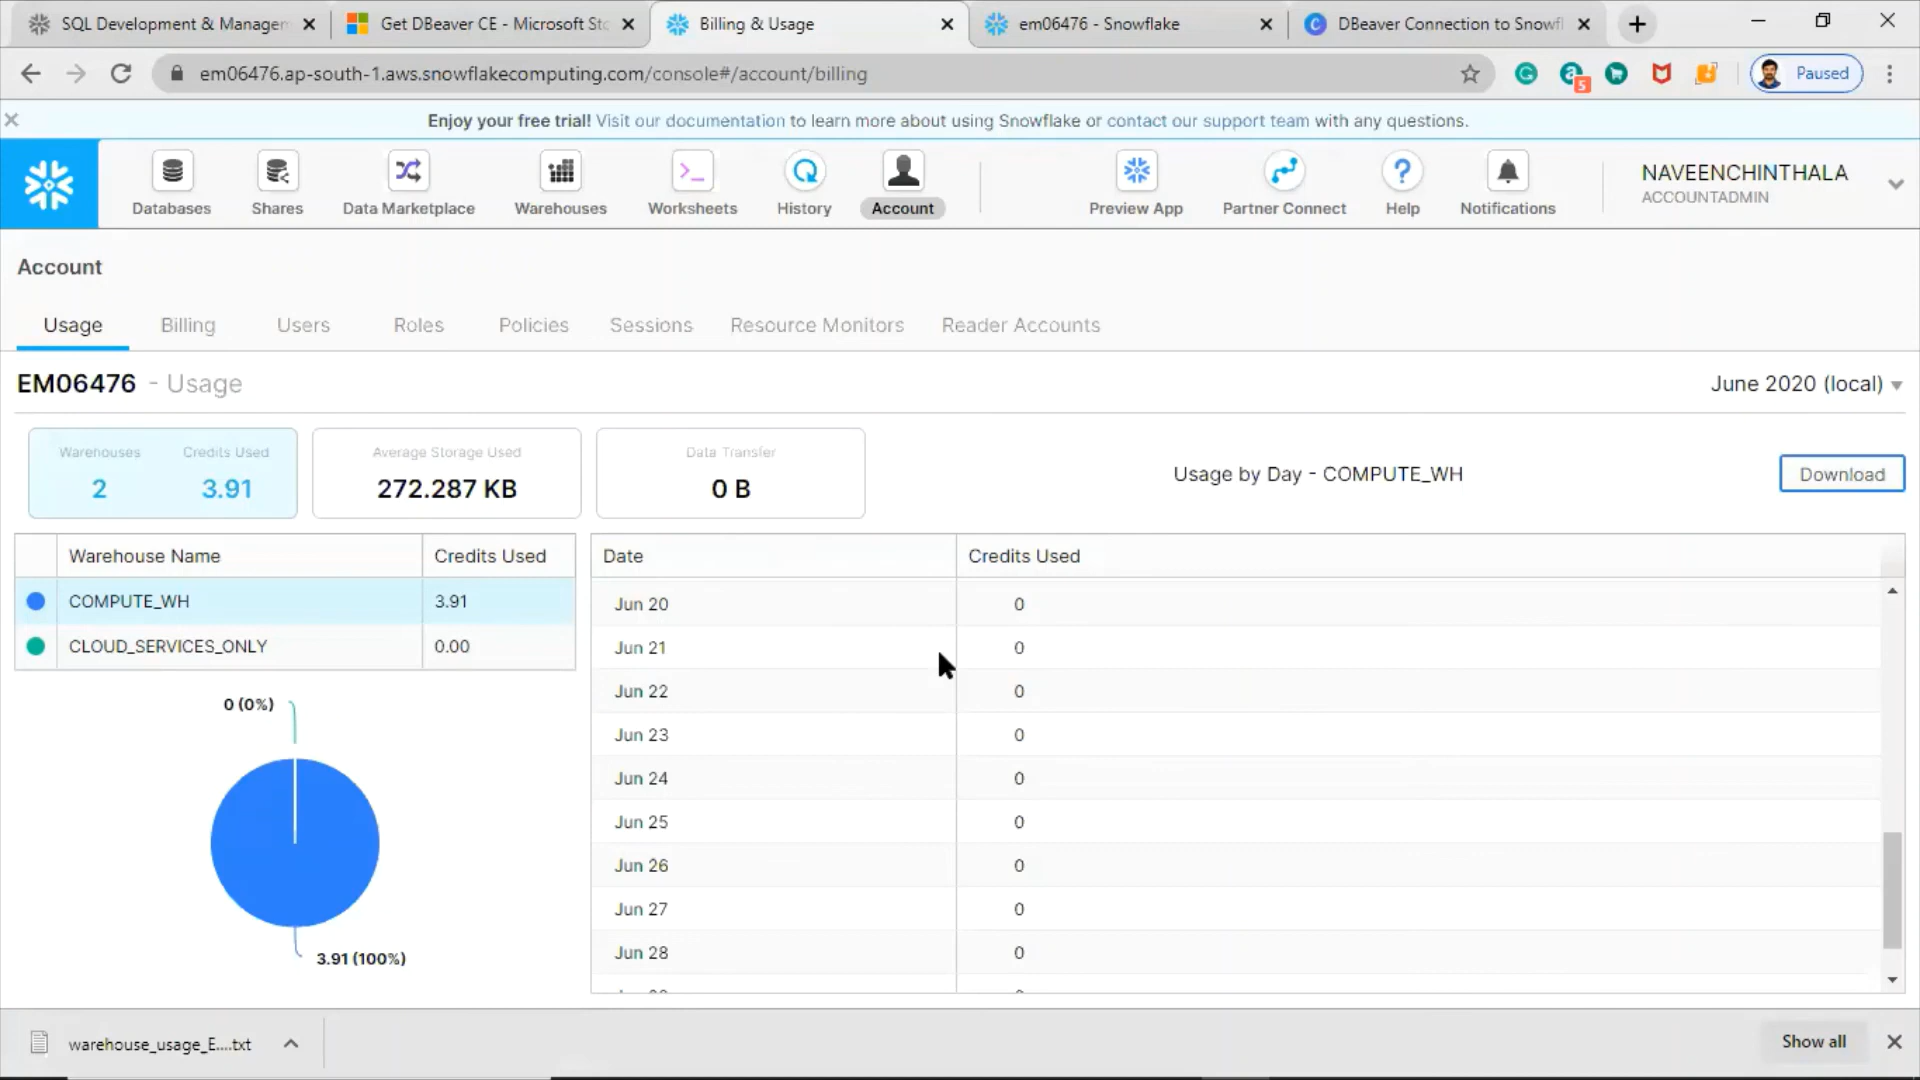 SQL Development & Managem
Get DBeaver CE - Microsoft Sto
Billing & Usage
em06476 - Snowflake
DBeaver Connection to Snowfl
em06476.ap-south-1.aws.snowflakecomputing.com/console#/account/billing
5
Paused
Enjoy your free trial! Visit our documentation to learn more about using Snowflake or contact our support team with any questions.
Databases
Shares
Data Marketplace
Warehouses
Worksheets
History
Account
Preview App
Partner Connect
Help
Notifications
NAVEENCHINTHALA
ACCOUNTADMIN
Account
Usage
Billing
Users
Roles
Policies
Sessions
Resource Monitors
Reader Accounts
EM06476 - Usage
June 2020 (local)
Warehouses
2
Credits Used
3.91
Average Storage Used
272.287 KB
Data Transfer
0 B
Usage by Day - COMPUTE_WH
Download
Warehouse Name Credits Used
COMPUTE_WH 3.91
CLOUD_SERVICES_ONLY 0.00
0 (0%)
3.91 (100%)
Date Credits Used
Jun 20 0
Jun 21 0
Jun 22 0
Jun 23 0
Jun 24 0
Jun 25 0
Jun 26 0
Jun 27 0
Jun 28 0
warehouse_usage_E....txt
Show all